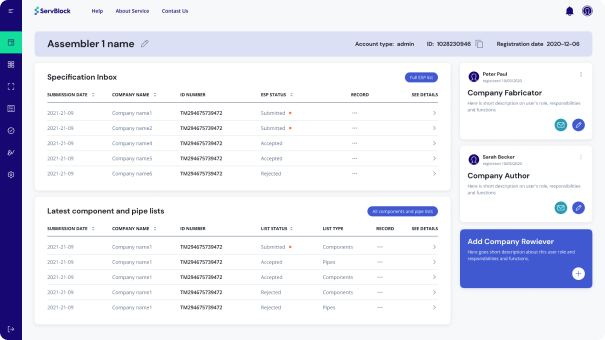 ServBlock
Help
About Service
Contact Us
Assembler 1 name
Account type: admin
ID: 1028230946
Registration date 2020-12-06
Specification Inbox
Full ESP list
SUBMISSION DATE COMPANY NAME ID NUMBER ESP STATUS RECORD SEE DETAILS
2021-21-09 Company name1 TM294675739472 Submitted
2021-21-09 Company name2 TM294675739472 Submitted
2021-21-09 Company name4 TM294675739472 Accepted
2021-21-09 Company name5 TM294675739472 Accepted
2021-21-09 Company name6 TM294675739472 Rejected
Latest component and pipe lists
All components and pipe lists
SUBMISSION DATE COMPANY NAME ID NUMBER LIST STATUS LIST TYPE RECORD SEE DETAILS
2021-21-09 Company name1 TM294675739472 Submitted Components
2021-21-09 Company name1 TM294675739472 Accepted Pipes
2021-21-09 Company name1 TM294675739472 Accepted Components
2021-21-09 Company name1 TM294675739472 Rejected Components
2021-21-09 Company name1 TM294675739472 Rejected Pipes
Peter Paul
Company Fabricator
Here is short description on user's role, responsibilities
and functions
Sarah Becker
Company Author
Here is short description on user's role, responsibilities
and functions
Add Company Rewiever
Here goes short description about this user role and
responsibilities and functions.